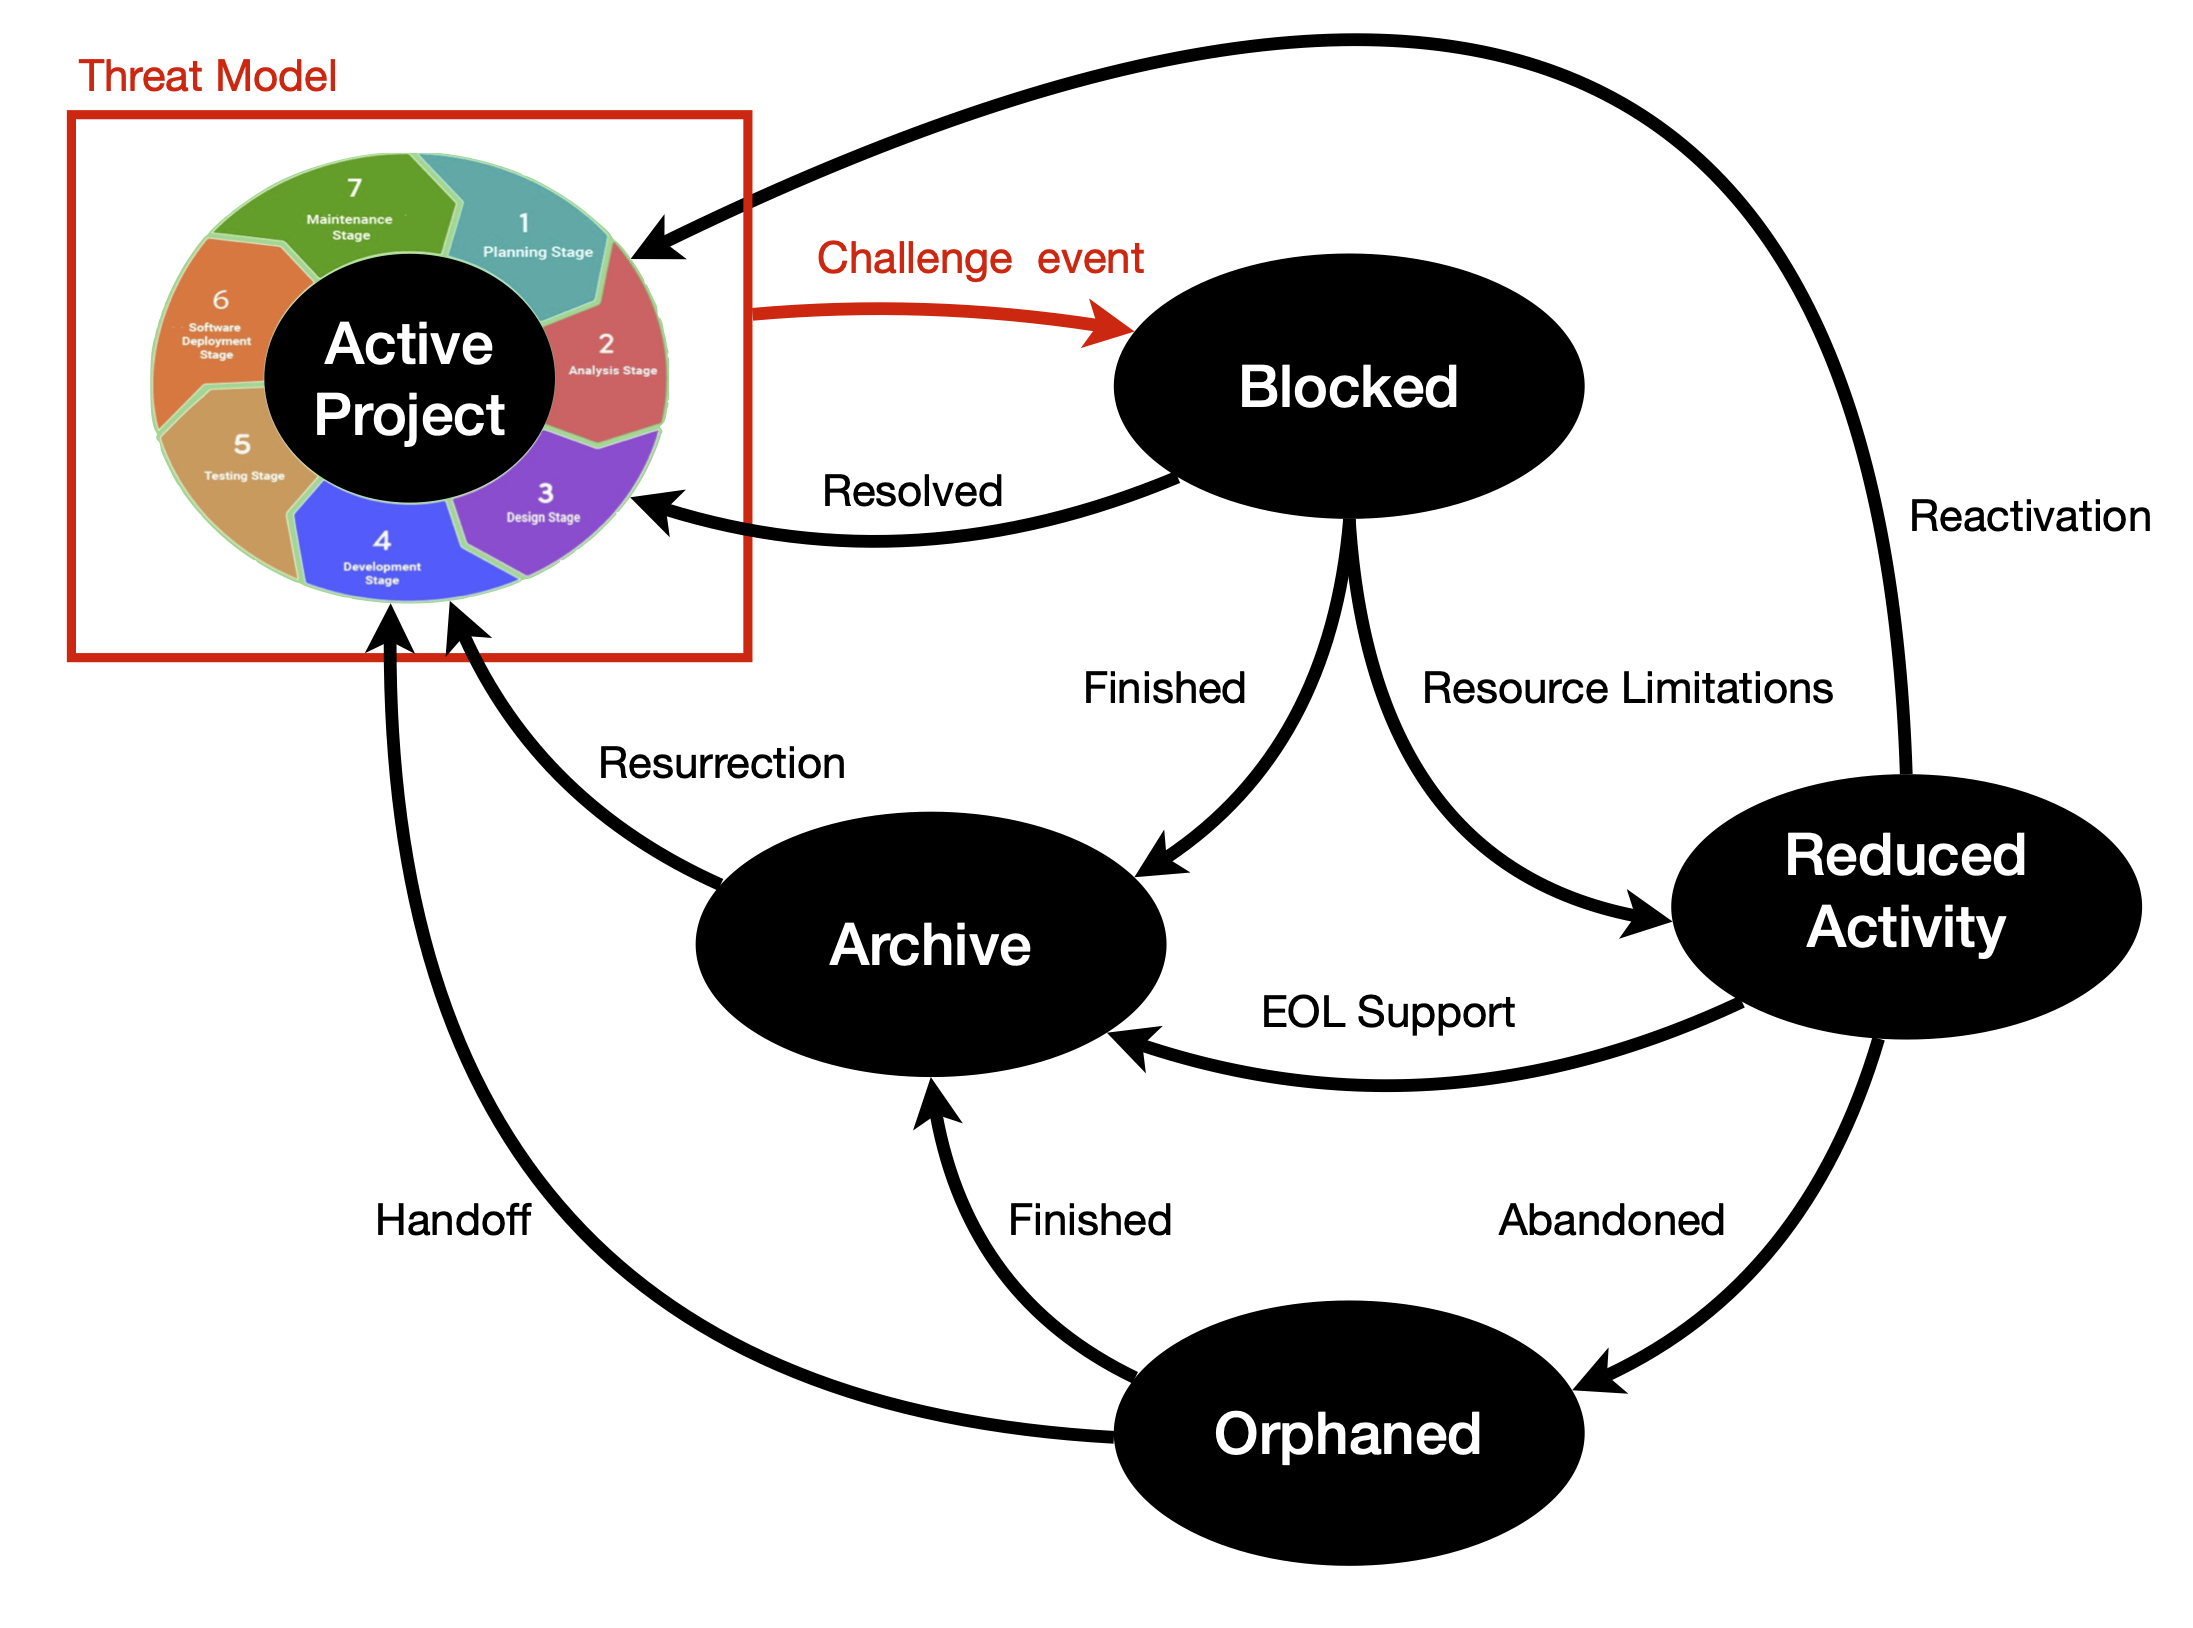 Threat Model
7
Maintenance
Stage
1
Planning Stage
2
Analysis Stage
3
Design Stage
4
Development
Stage
5
Testing Stage
6
Software
Deployment
Stage
Active
Project
Challenge event
Blocked
Resolved
Reactivation
Finished
Resource Limitations
Resurrection
Reduced
Activity
Archive
EOL Support
Handoff
Finished
Abandoned
Orphaned